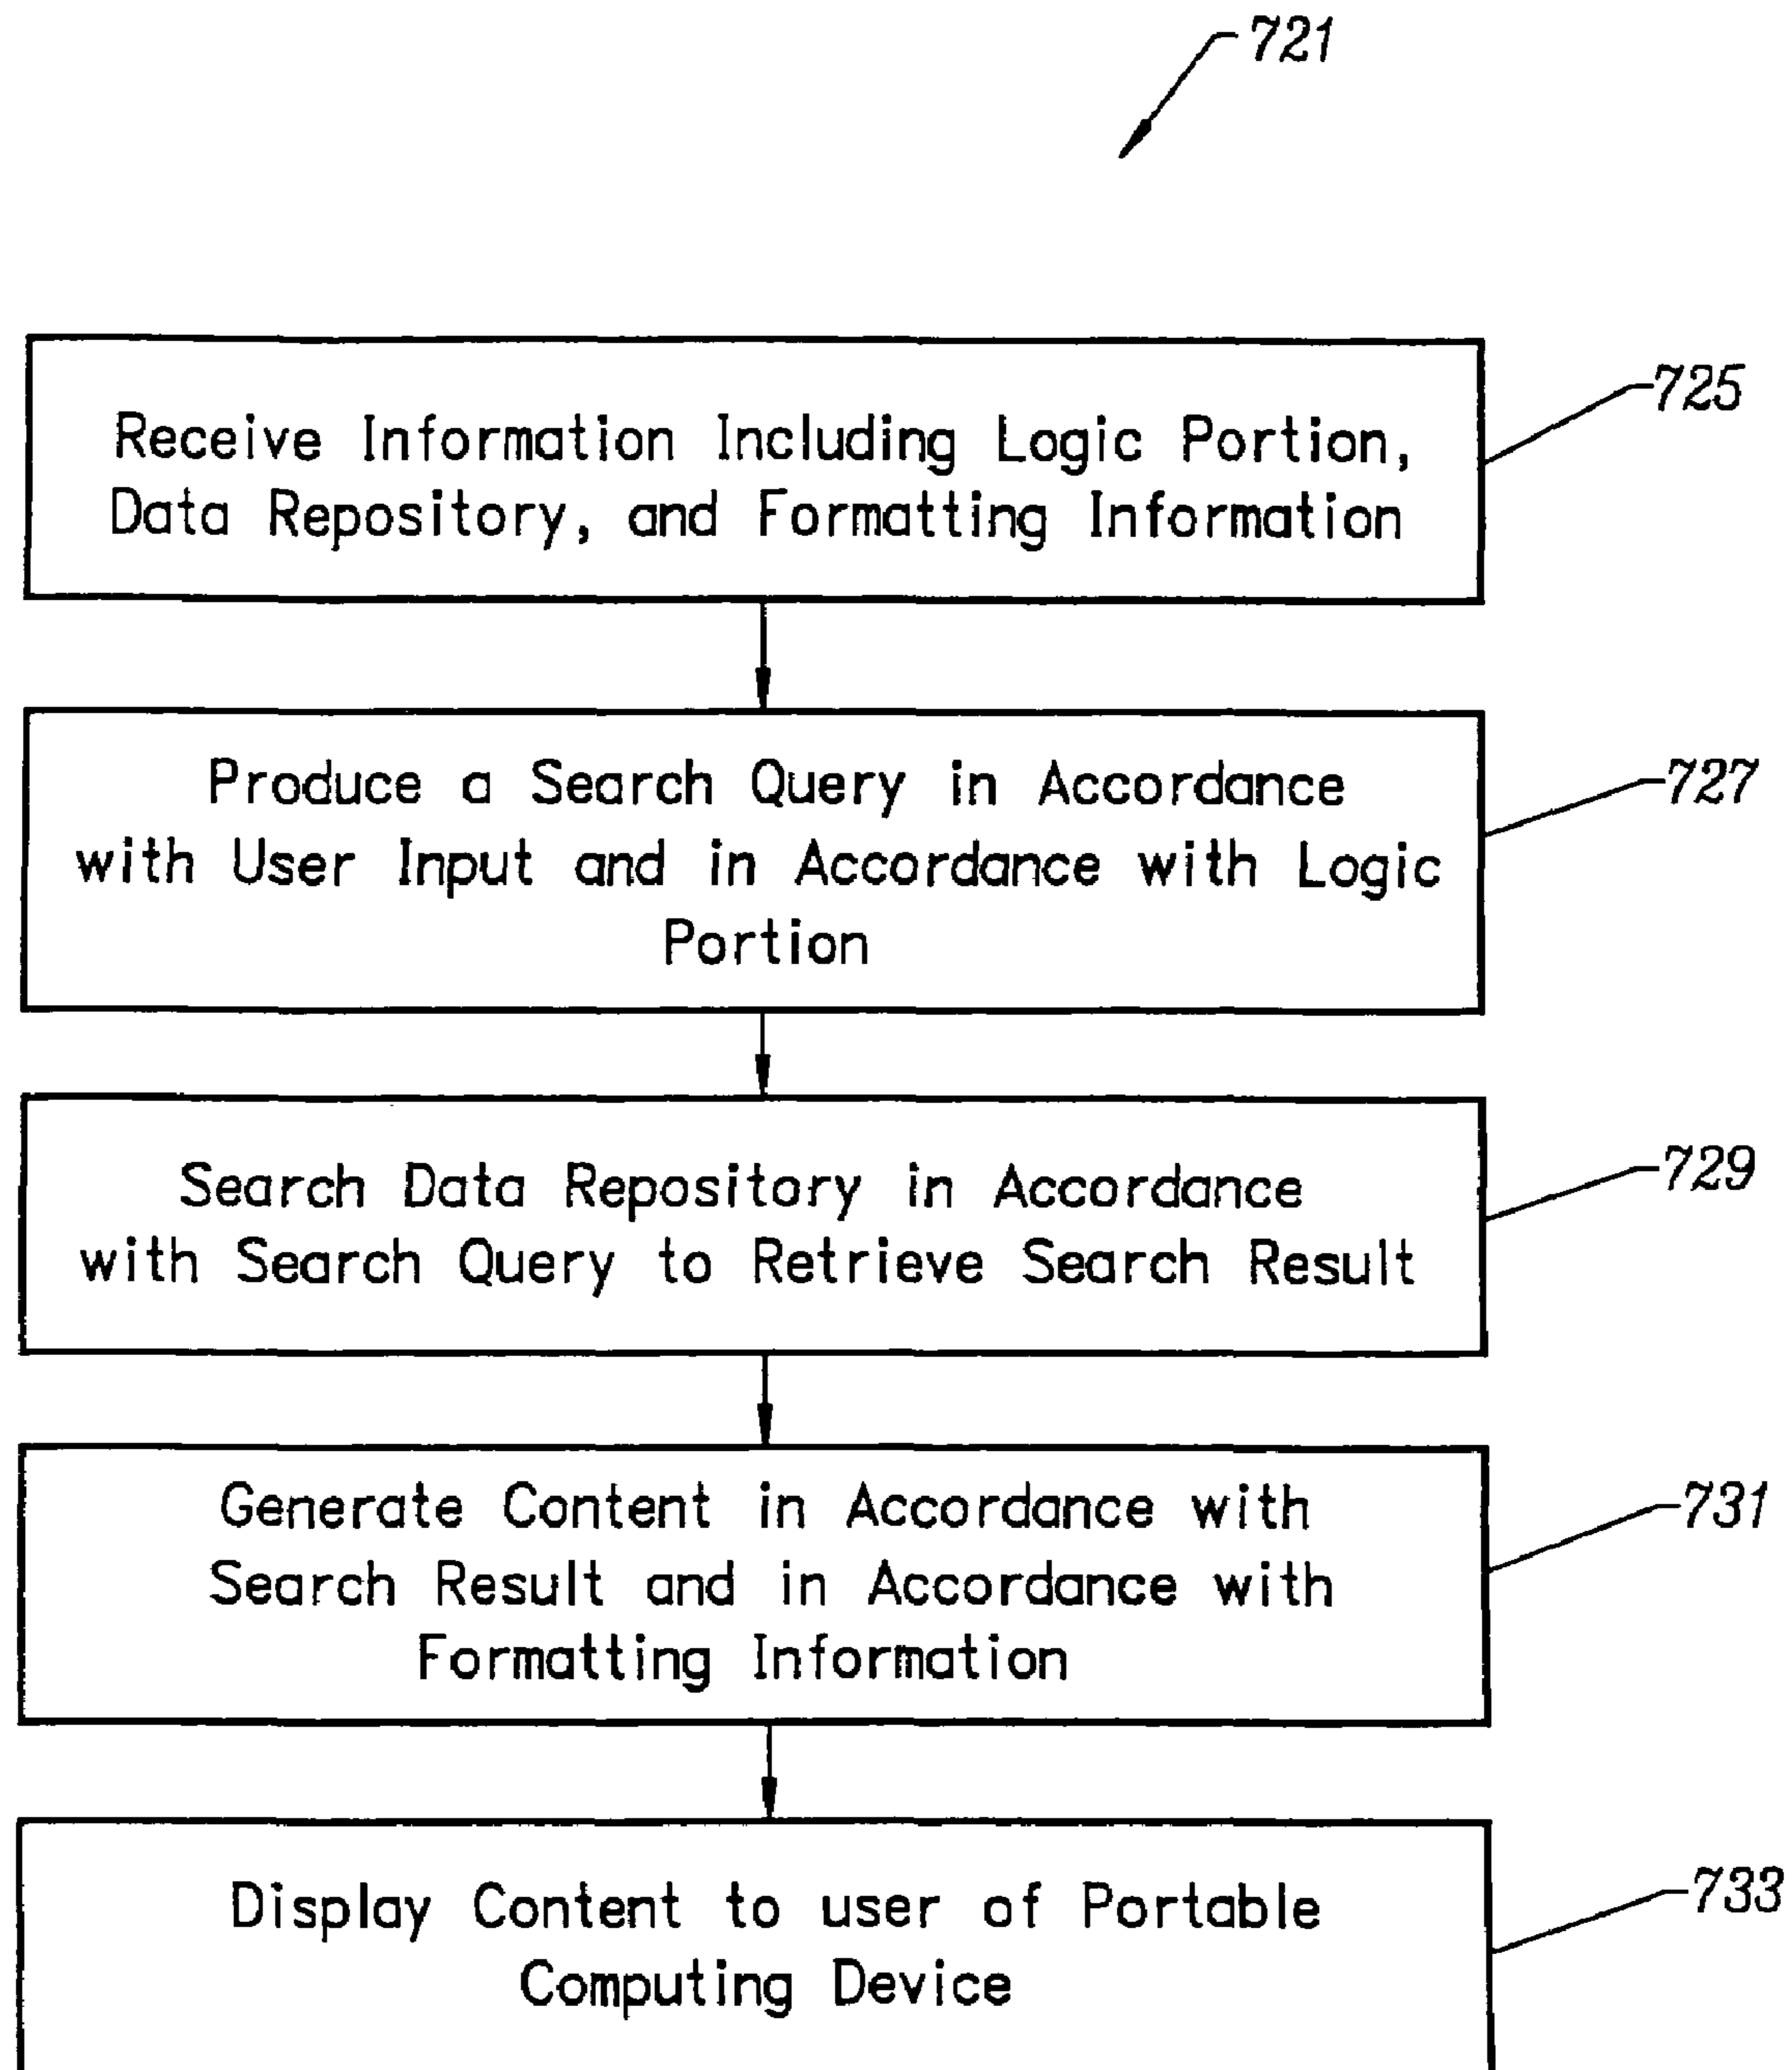 721
Receive Information Including Logic Portion,
Data Repository, and Formatting Information
725
Produce a Search Query in Accordance
with User Input and in Accordance with Logic
Portion
727
Search Data Repository in Accordance
with Search Query to Retrieve Search Result
729
Generate Content in Accordance with
Search Result and in Accordance with
Formatting Information
731
Display Content to user of Portable
Computing Device
733